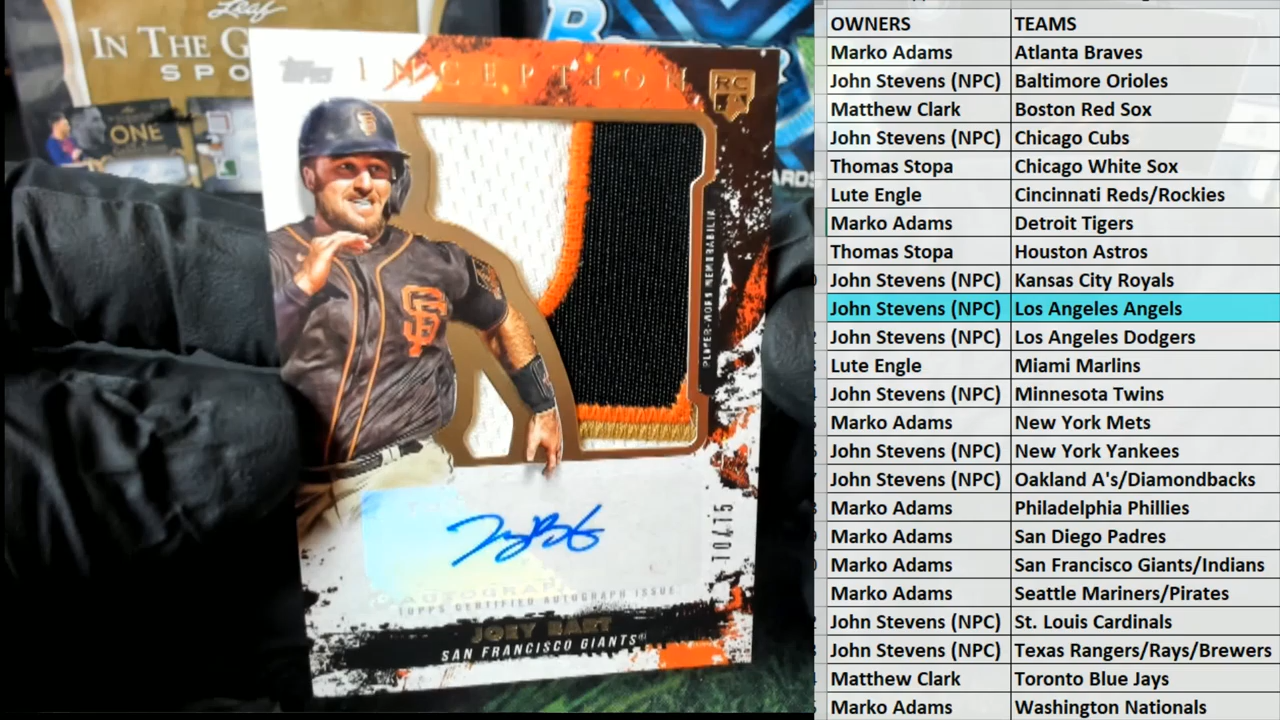 Leaf
IN THE G
SPO
ONE
B
ARDS
topps
INCEPTION
RC
SF
PLAYER-WORN MEMORABILIA
70/75
AUTOGRAPH
TOPPS CERTIFIED AUTOGRAPH ISSUE
JOEY BART
SAN FRANCISCO GIANTS
OWNERS TEAMS
Marko Adams Atlanta Braves
John Stevens (NPC) Baltimore Orioles
Matthew Clark Boston Red Sox
John Stevens (NPC) Chicago Cubs
Thomas Stopa Chicago White Sox
Lute Engle Cincinnati Reds/Rockies
Marko Adams Detroit Tigers
Thomas Stopa Houston Astros
John Stevens (NPC) Kansas City Royals
John Stevens (NPC) Los Angeles Angels
John Stevens (NPC) Los Angeles Dodgers
Lute Engle Miami Marlins
John Stevens (NPC) Minnesota Twins
Marko Adams New York Mets
John Stevens (NPC) New York Yankees
John Stevens (NPC) Oakland A's/Diamondbacks
Marko Adams Philadelphia Phillies
Marko Adams San Diego Padres
Marko Adams San Francisco Giants/Indians
Marko Adams Seattle Mariners/Pirates
John Stevens (NPC) St. Louis Cardinals
John Stevens (NPC) Texas Rangers/Rays/Brewers
Matthew Clark Toronto Blue Jays
Marko Adams Washington Nationals